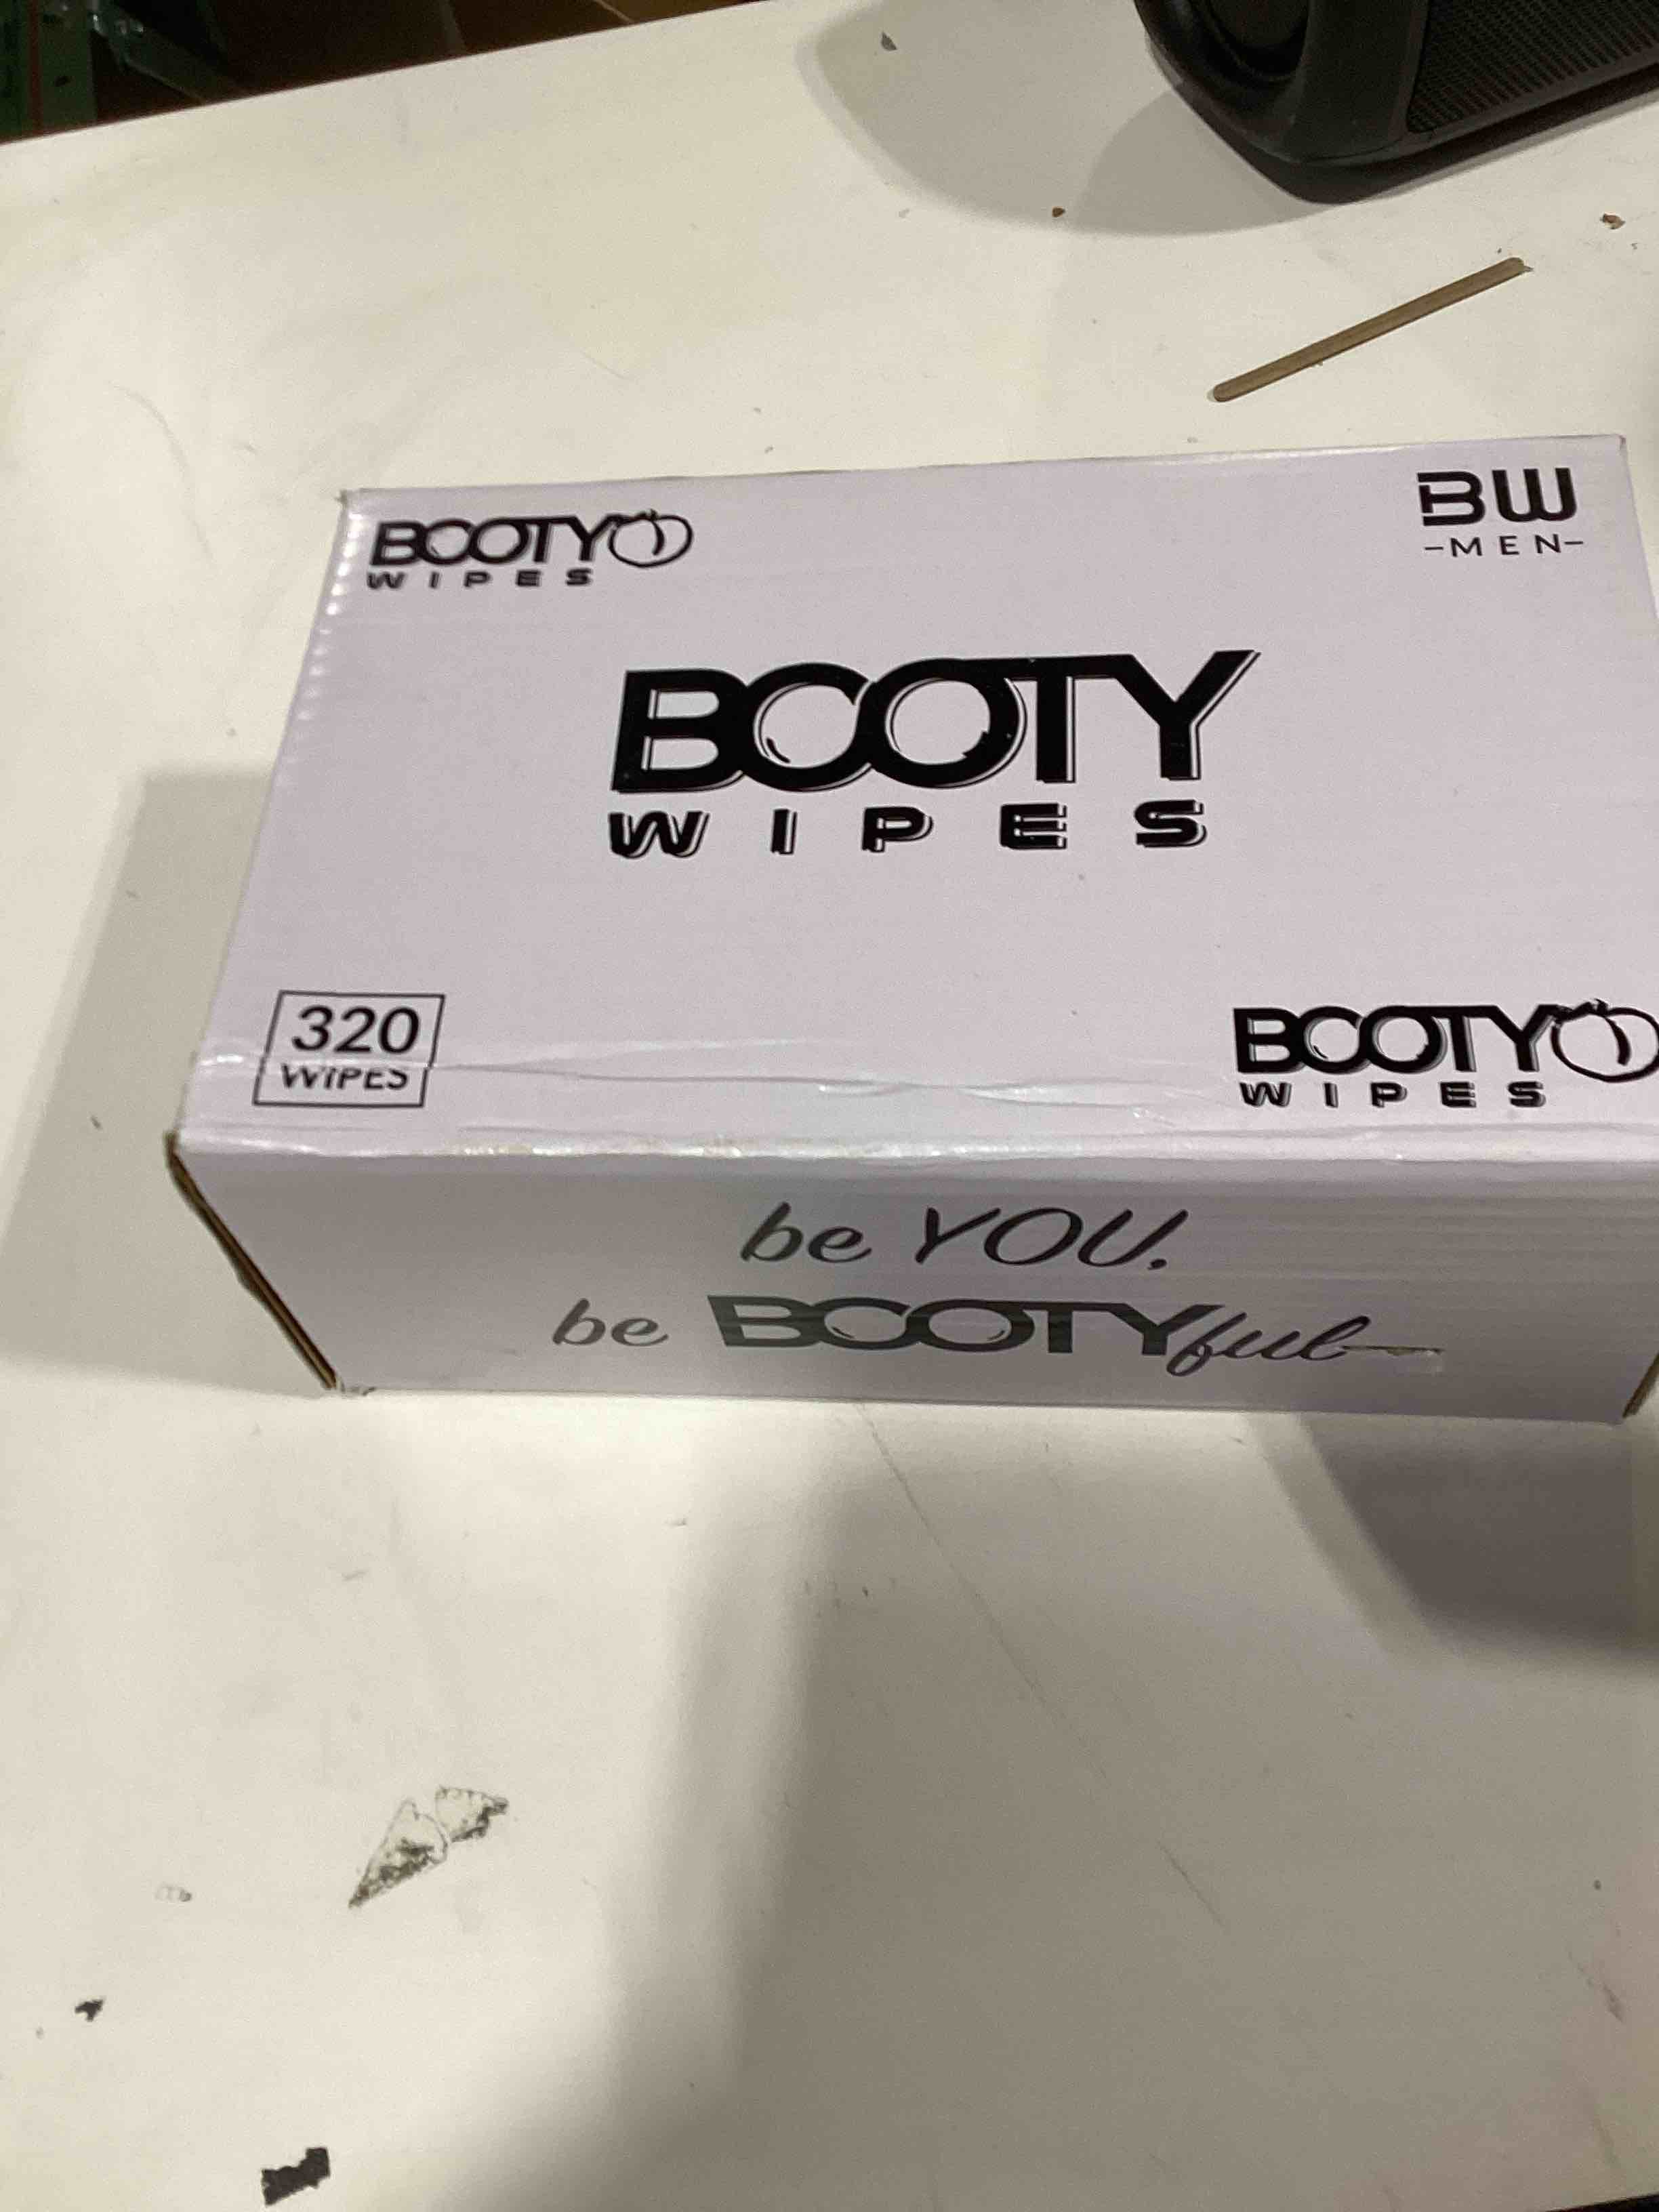 BOOTY
WIPES
BW
-MEN-
BOOTY
WIPES
320
WIPES
BOOTY
WIPES
be YOU.
be BOOTYful